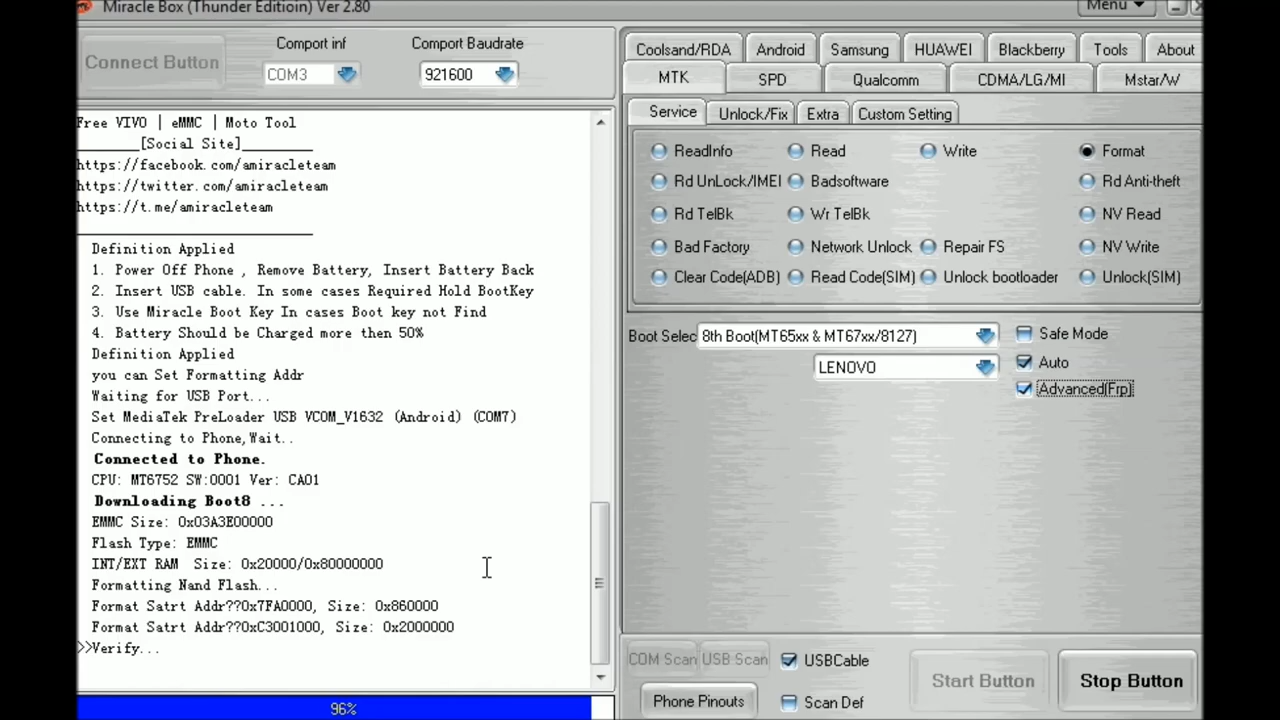 Miracle Box (Thunder Editioin) Ver 2.80
Menu
Connect Button
Comport inf
Comport Baudrate
COM3
921600
Coolsand/RDA Android Samsung HUAWEI Blackberry Tools About
MTK SPD Qualcomm CDMA/LG/MI Mstar/W
Service Unlock/Fix Extra Custom Setting
ReadInfo Read Write Format
Rd UnLock/IMEI Badsoftware Rd Anti-theft
Rd TelBk Wr TelBk NV Read
Bad Factory Network Unlock Repair FS NV Write
Clear Code(ADB) Read Code(SIM) Unlock bootloader Unlock(SIM)
Boot Selec 8th Boot(MT65xx & MT67xx/8127) Safe Mode
LENOVO Auto
Advanced(Frp)
Free VIVO | eMMC | Moto Tool
________[Social Site]_________
https://facebook.com/amiracleteam
https://twitter.com/amiracleteam
https://t.me/amiracleteam
______________________________
Definition Applied
1. Power Off Phone , Remove Battery, Insert Battery Back
2. Insert USB cable. In some cases Required Hold BootKey
3. Use Miracle Boot Key In cases Boot key not Find
4. Battery Should be Charged more then 50%
Definition Applied
you can Set Formatting Addr
Waiting for USB Port...
Set MediaTek PreLoader USB VCOM_V1632 (Android) (COM7)
Connecting to Phone,Wait..
Connected to Phone.
CPU: MT6752 SW:0001 Ver: CA01
Downloading Boot8 ...
EMMC Size: 0x03A3E00000
Flash Type: EMMC
INT/EXT RAM  Size: 0x20000/0x80000000
Formatting Nand Flash...
Format Satrt Addr??0x7FA0000, Size: 0x860000
Format Satrt Addr??0xC3001000, Size: 0x2000000
>>Verify...
96%
COM Scan USB Scan USBCable
Phone Pinouts Scan Def
Start Button Stop Button